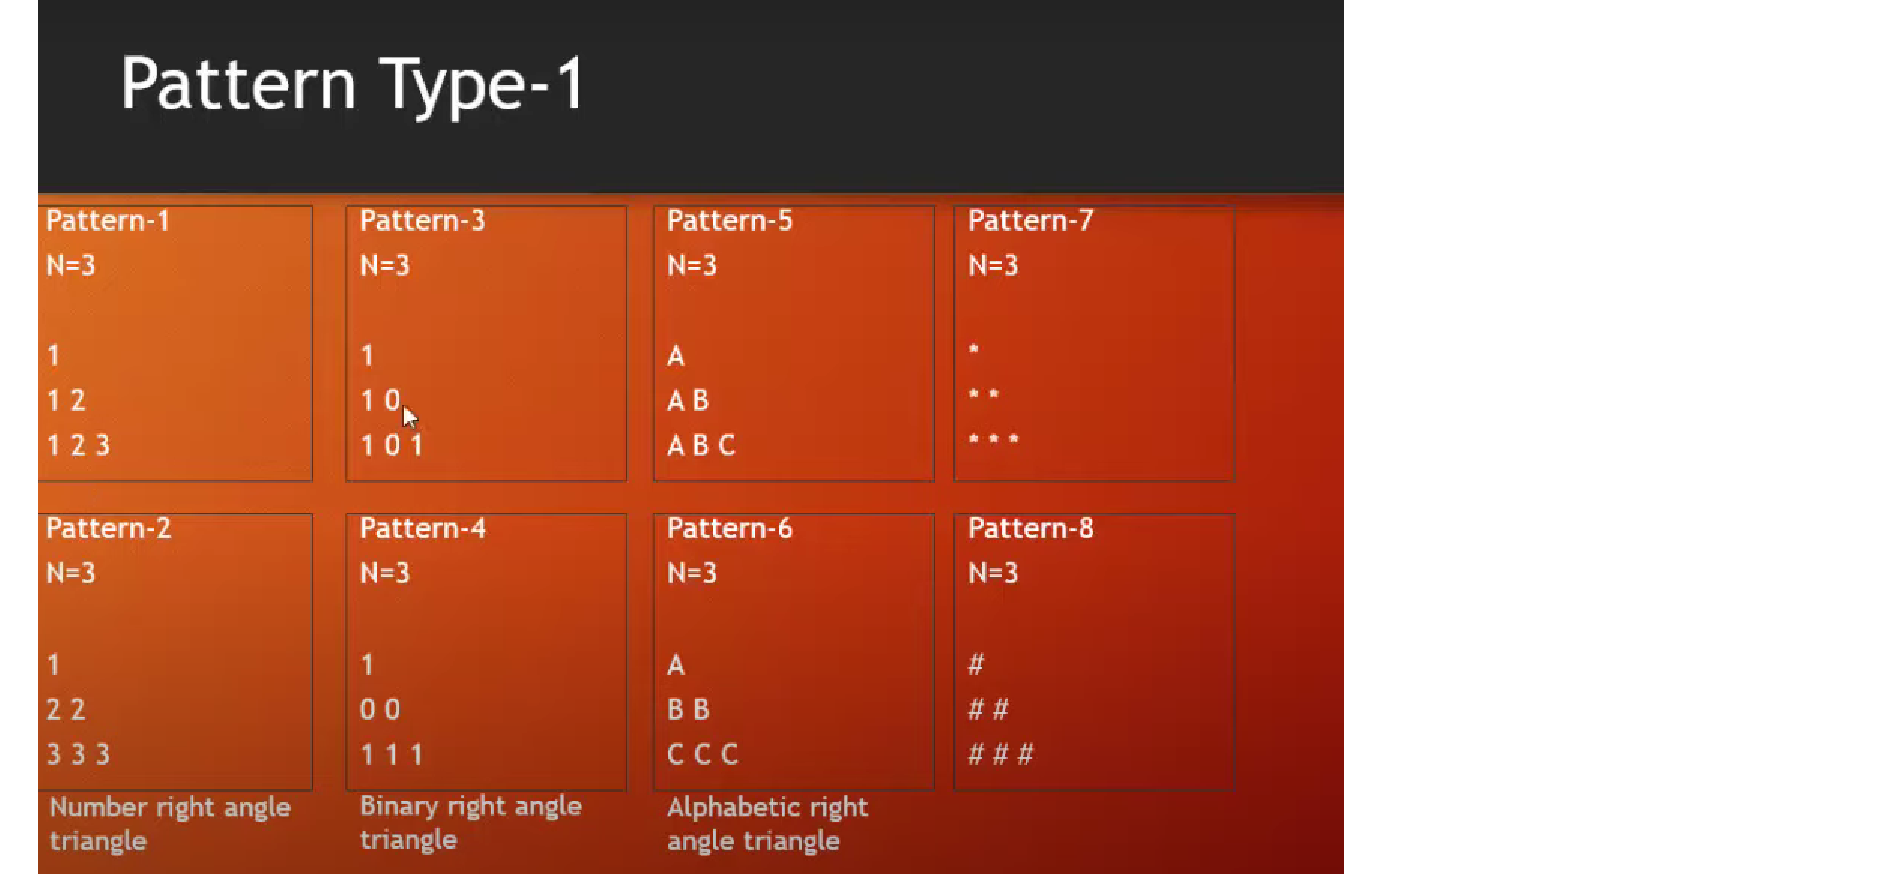 Pattern Type-1
Pattern-1
N=3
1
1 2
1 2 3
Pattern-3
N=3
1
1 0
1 0 1
Pattern-5
N=3
A
A B
A B C
Pattern-7
N=3
*
* *
* * *
Pattern-2
N=3
1
2 2
3 3 3
Number right angle
triangle
Pattern-4
N=3
1
0 0
1 1 1
Binary right angle
triangle
Pattern-6
N=3
A
B B
C C C
Alphabetic right
angle triangle
Pattern-8
N=3
#
# #
# # #